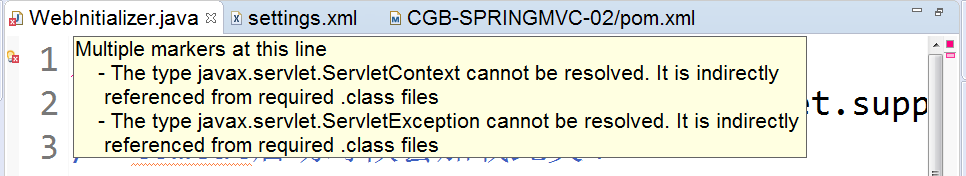 WebInitializer.java settings.xml CGB-SPRINGMVC-02/pom.xml
Multiple markers at this line
1 - The type javax.servlet.ServletContext cannot be resolved. It is indirectly
referenced from required .class files
2 - The type javax.servlet.ServletException cannot be resolved. It is indirectly
referenced from required .class files
3